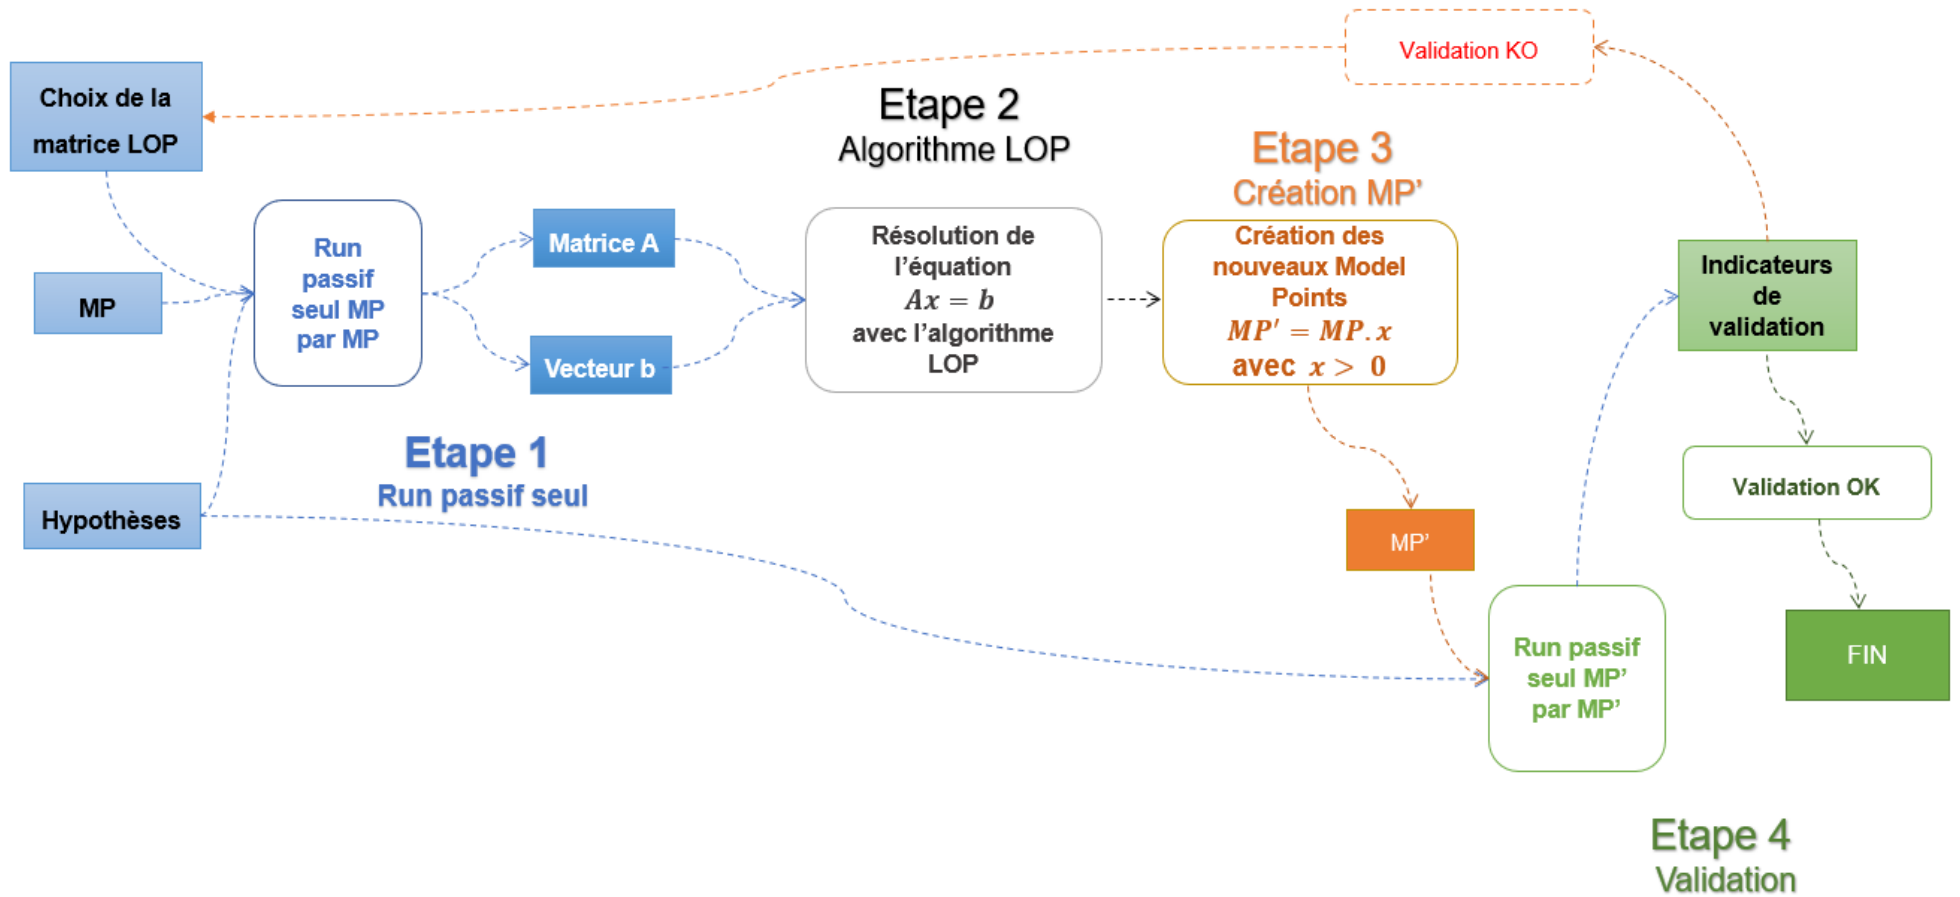 Validation KO
Choix de la
matrice LOP
Etape 2
Algorithme LOP
Etape 3
Création MP’
Run
passif
seul MP
par MP
Matrice A
Vecteur b
MP
Résolution de
l’équation
Ax = b
avec l’algorithme
LOP
Création des
nouveaux Model
Points
MP′ = MP. x
avec x > 0
Indicateurs
de
validation
Etape 1
Run passif seul
Hypothèses
Validation OK
MP’
Run passif
seul MP’
par MP’
FIN
Etape 4
Validation